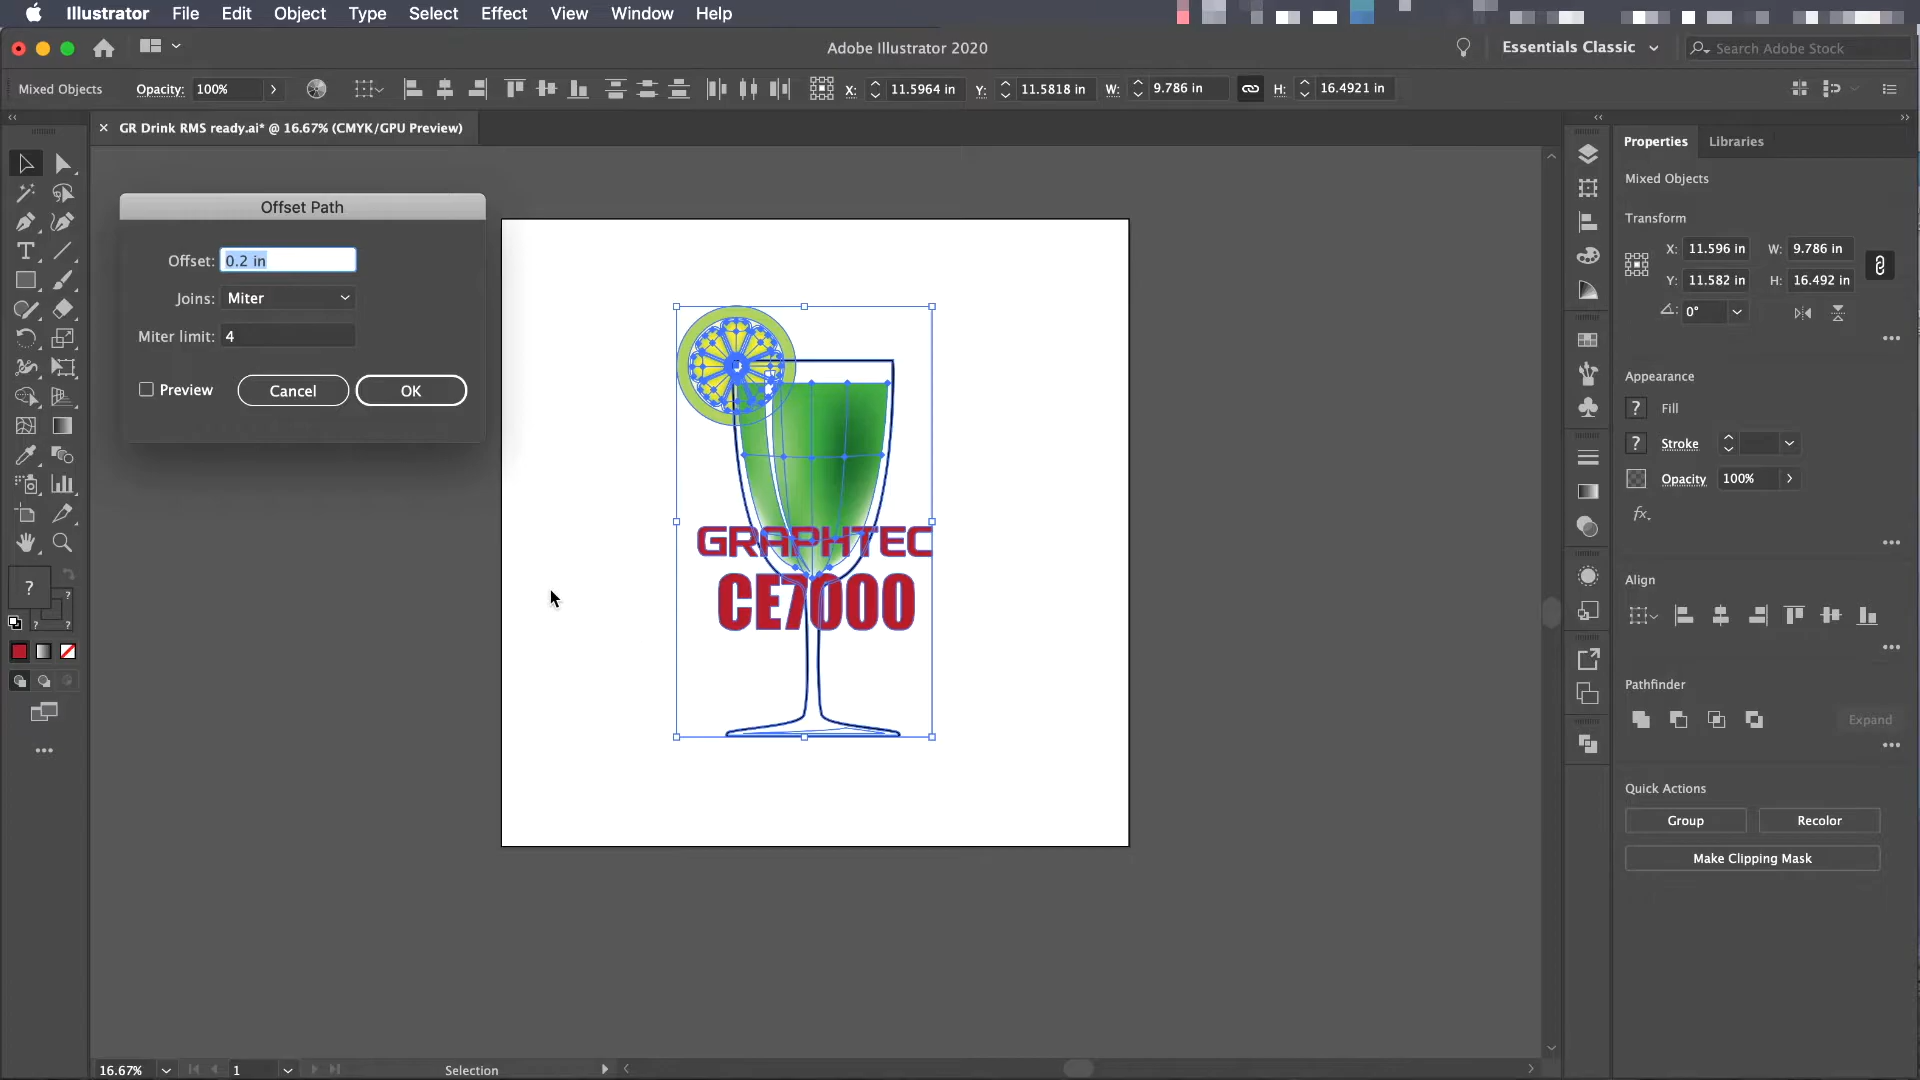 Illustrator File Edit Object Type Select Effect View Window Help
Adobe Illustrator 2020
Essentials Classic
Search Adobe Stock
Mixed Objects Opacity: 100% X: 11.5964 in Y: 11.5818 in W: 9.786 in H: 16.4921 in
GR Drink RMS ready.ai* @ 16.67% (CMYK/GPU Preview)
Offset Path
Offset: 0.2 in
Joins: Miter
Miter limit: 4
Preview Cancel OK
GRAPHTEC
CE7000
Properties Libraries
Mixed Objects
Transform
X: 11.596 in W: 9.786 in
Y: 11.582 in H: 16.492 in
0°
Appearance
? Fill
? Stroke
Opacity 100%
fx
Align
Pathfinder
Expand
Quick Actions
Group Recolor
Make Clipping Mask
?
?
? ?
16.67% 1 Selection